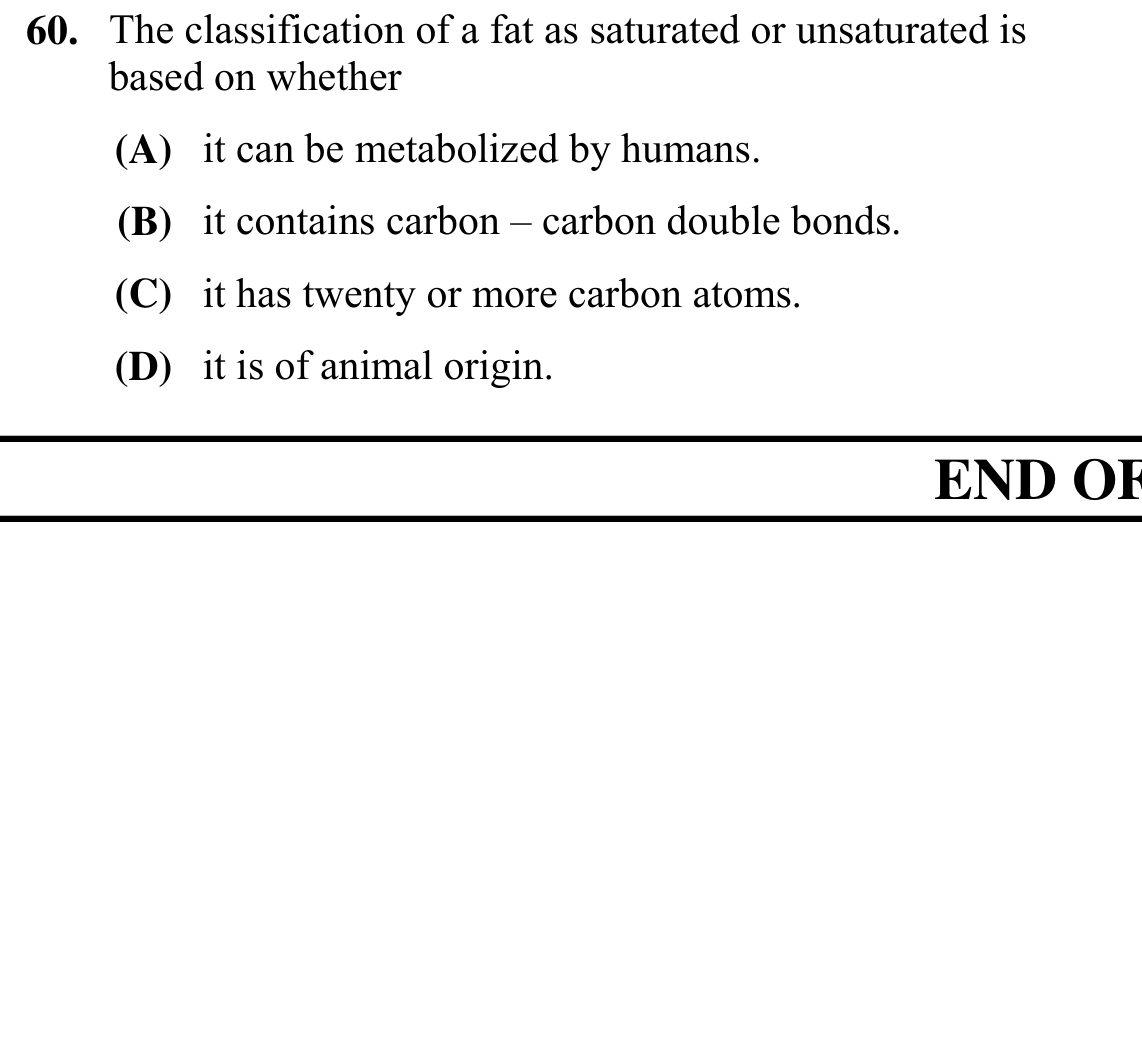 60. The classification of a fat as saturated or unsaturated is
based on whether
(A) it can be metabolized by humans.
(B) it contains carbon – carbon double bonds.
(C) it has twenty or more carbon atoms.
(D) it is of animal origin.
END OF